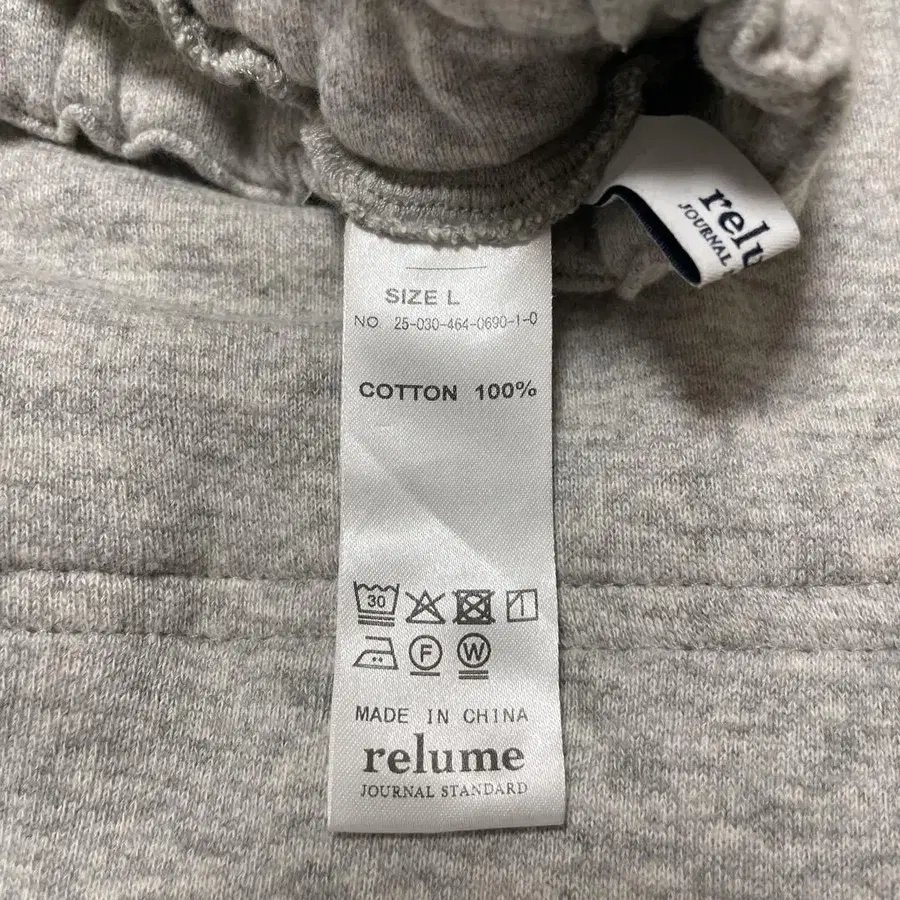 relu
JOURNAL
SIZE L
NO 25-030-464-0690-1-0
COTTON 100%
30
F W
MADE IN CHINA
relume
JOURNAL STANDARD